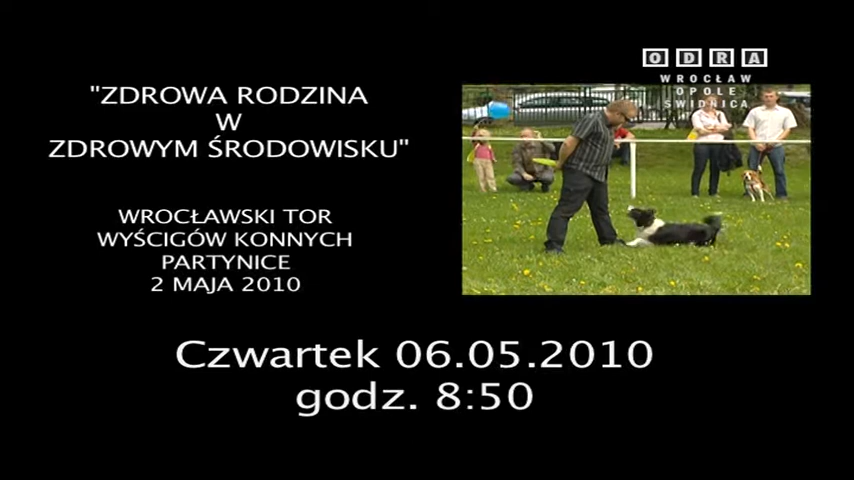 ODRA
WROCŁAW
OPOLE
ŚWIDNICA
"ZDROWA RODZINA
W
ZDROWYM ŚRODOWISKU"
WROCŁAWSKI TOR
WYŚCIGÓW KONNYCH
PARTYNICE
2 MAJA 2010
Czwartek 06.05.2010
godz. 8:50